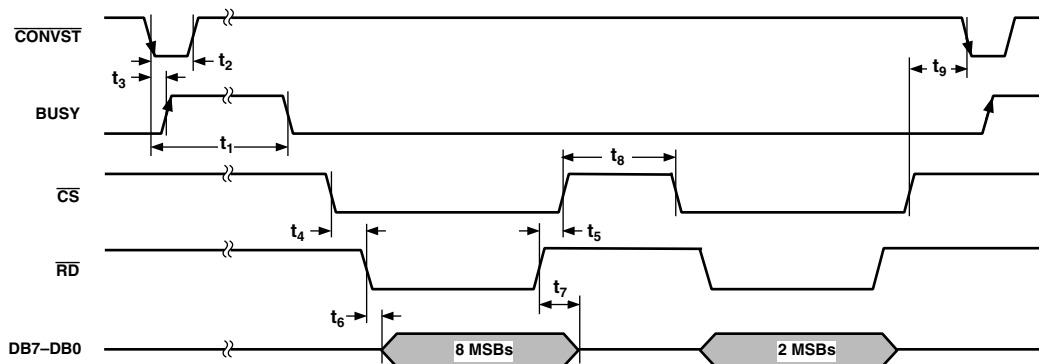 CONVST
t2
t3
t9
BUSY
t1
t8
CS
t4
t5
RD
t7
t6
DB7–DB0
8 MSBs
2 MSBs